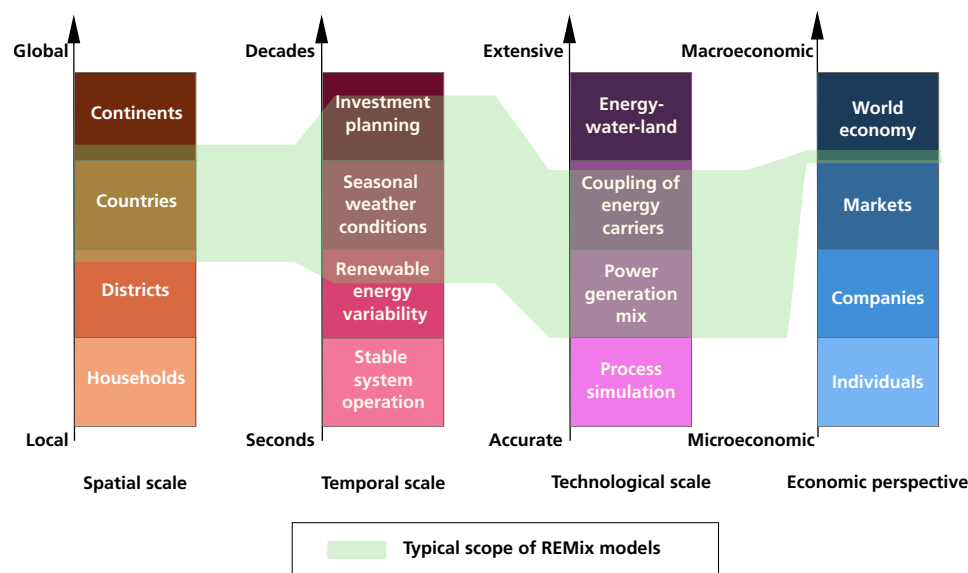 Global
Continents
Countries
Districts
Households
Local
Spatial scale
Decades
Investment
planning
Seasonal
weather
conditions
Renewable
energy
variability
Stable
system
operation
Seconds
Temporal scale
Extensive
Energy-
water-land
Coupling of
energy
carriers
Power
generation
mix
Process
simulation
Accurate
Technological scale
Macroeconomic
World
economy
Markets
Companies
Individuals
Microeconomic
Economic perspective
Typical scope of REMix models